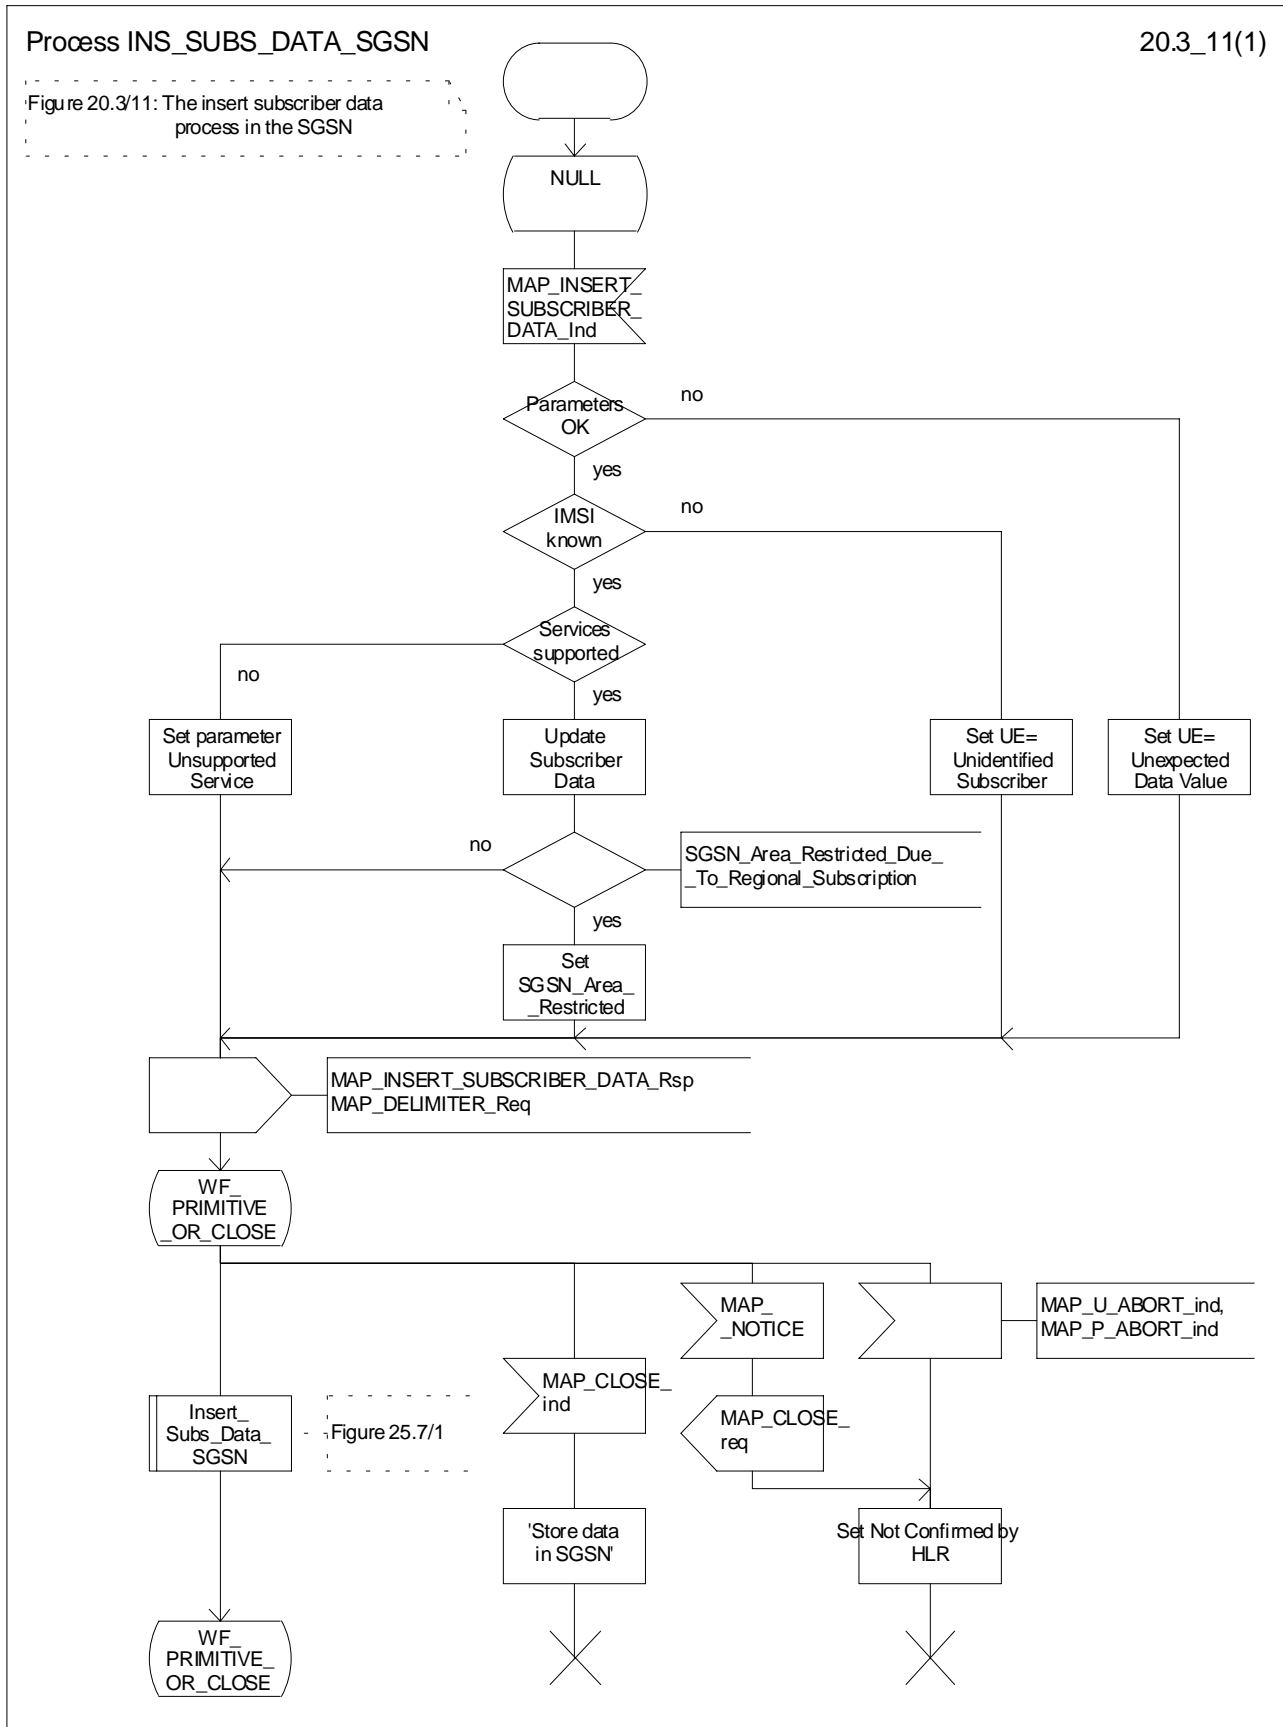 Process INS_SUBS_DATA_SGSN
20.3_11(1)
Figure 20.3/11: The insert subscriber data
process in the SGSN
NULL
MAP_INSERT_
SUBSCRIBER_
DATA_Ind
Parameters
OK
no
yes
IMSI
known
no
yes
Services
supported
no
yes
Set parameter
Unsupported
Service
Update
Subscriber
Data
Set UE=
Unidentified
Subscriber
Set UE=
Unexpected
Data Value
no
SGSN_Area_Restricted_Due_
_To_Regional_Subscription
yes
Set
SGSN_Area_
_Restricted
MAP_INSERT_SUBSCRIBER_DATA_Rsp
MAP_DELIMITER_Req
WF_
PRIMITIVE
_OR_CLOSE
MAP_
_NOTICE
MAP_U_ABORT_ind,
MAP_P_ABORT_ind
MAP_CLOSE_
ind
Insert_
Subs_Data_
SGSN
Figure 25.7/1
MAP_CLOSE_
req
'Store data
in SGSN'
Set Not Confirmed by
HLR
WF_
PRIMITIVE_
OR_CLOSE